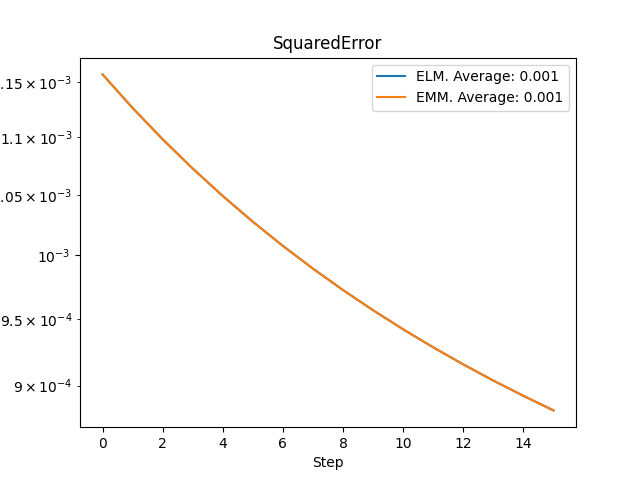 SquaredError
ELM. Average: 0.001
EMM. Average: 0.001
.15 × 10⁻³
1.1 × 10⁻³
.05 × 10⁻³
10⁻³
9.5 × 10⁻⁴
9 × 10⁻⁴
0 2 4 6 8 10 12 14
Step